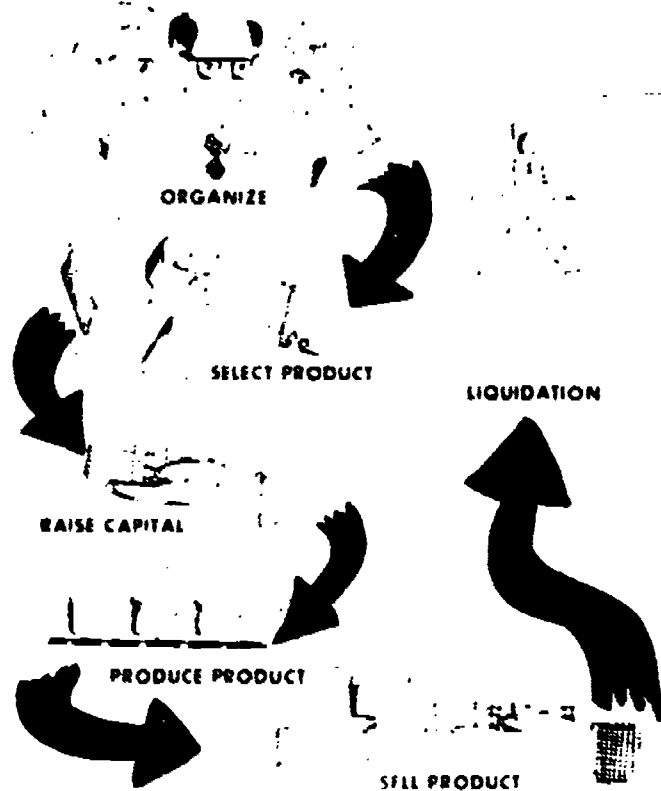 ORGANIZE
SELECT PRODUCT
LIQUIDATION
RAISE CAPITAL
PRODUCE PRODUCT
SELL PRODUCT